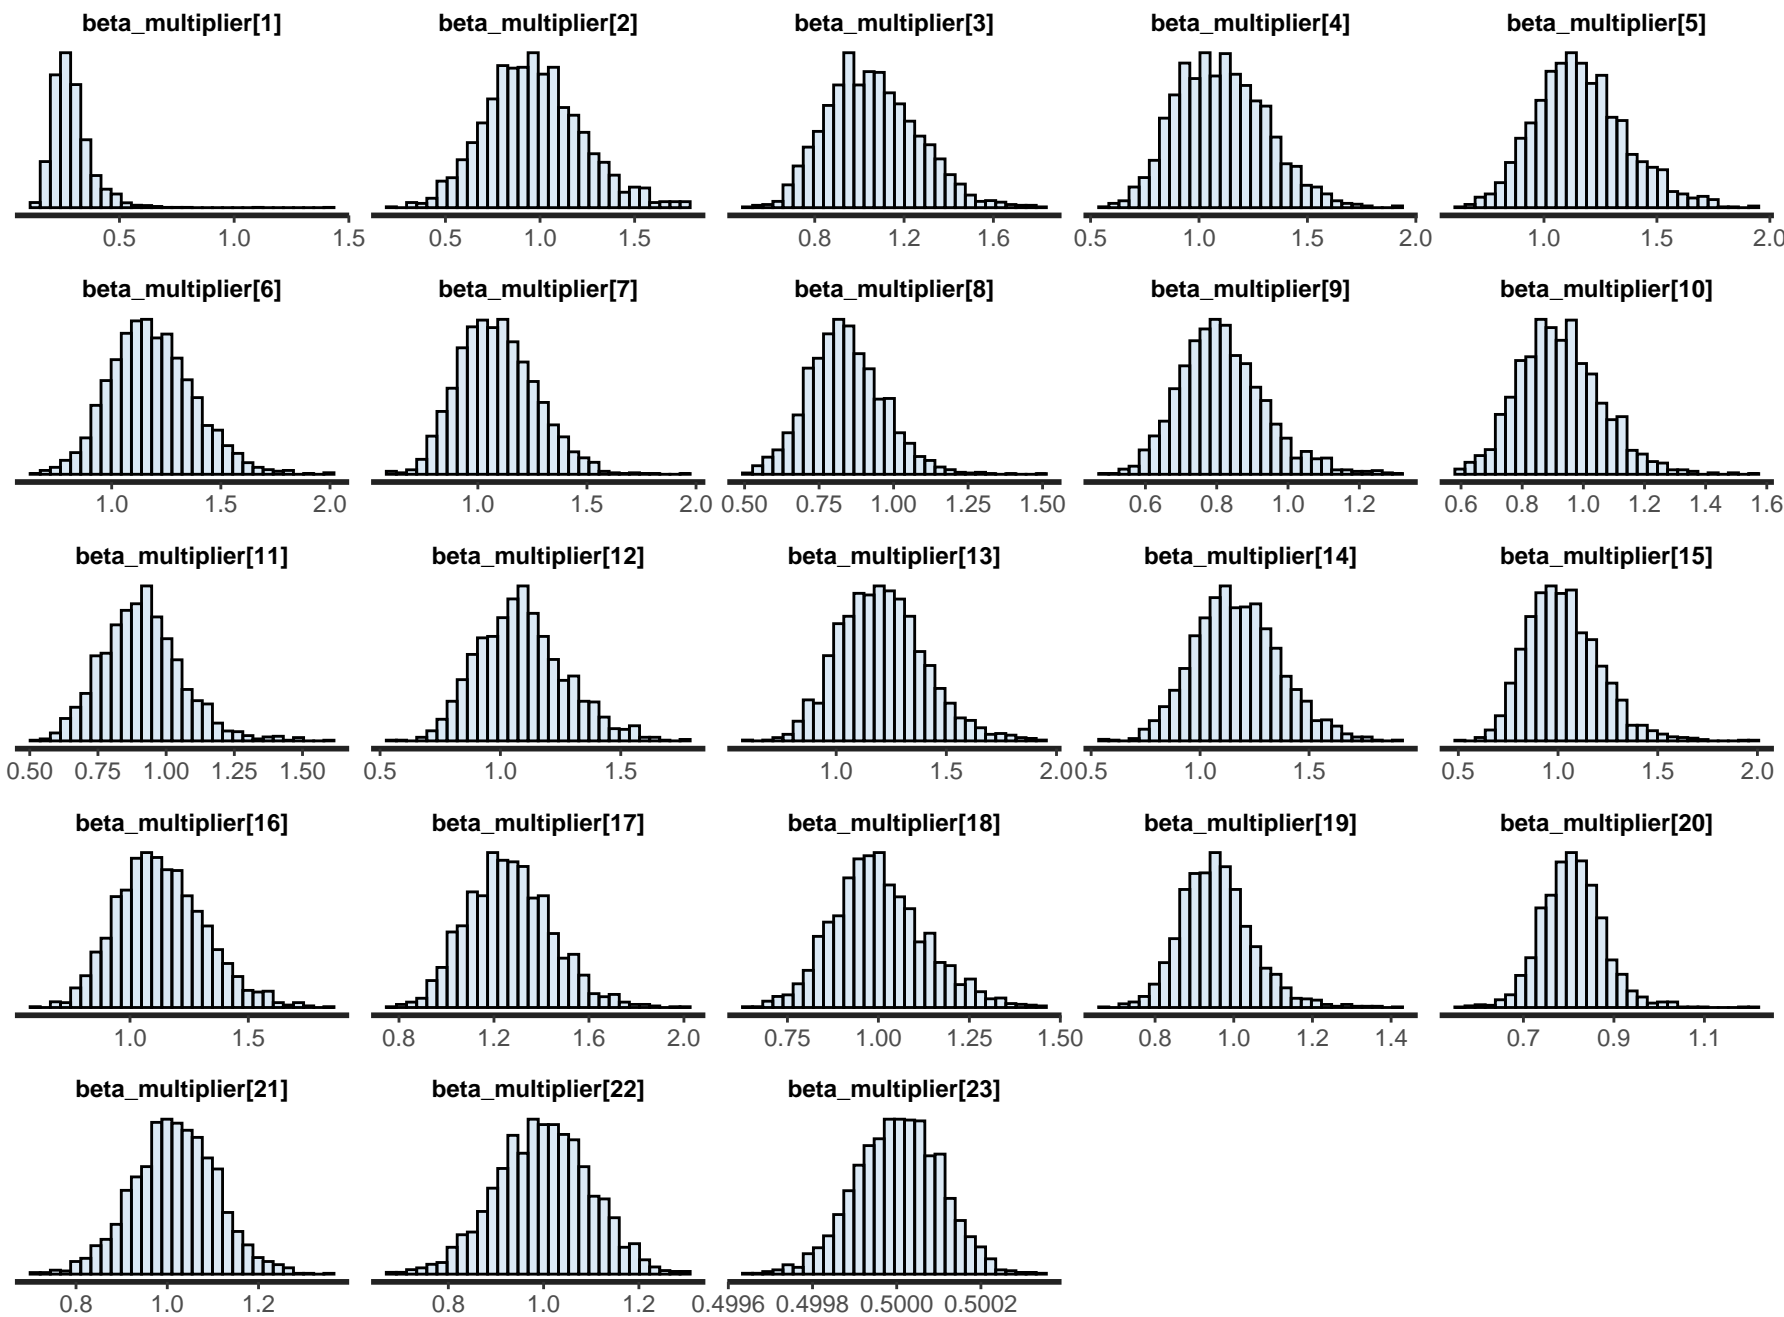 beta_multiplier[1] beta_multiplier[2] beta_multiplier[3] beta_multiplier[4] beta_multiplier[5]
0.5 1.0 1.5 0.5 1.0 1.5 0.8 1.2 1.6 0.5 1.0 1.5 2.0 1.0 1.5 2.0
beta_multiplier[6] beta_multiplier[7] beta_multiplier[8] beta_multiplier[9] beta_multiplier[10]
1.0 1.5 2.0 1.0 1.5 2.0 0.50 0.75 1.00 1.25 1.50 0.6 0.8 1.0 1.2 0.6 0.8 1.0 1.2 1.4 1.6
beta_multiplier[11] beta_multiplier[12] beta_multiplier[13] beta_multiplier[14] beta_multiplier[15]
0.50 0.75 1.00 1.25 1.50 0.5 1.0 1.5 1.0 1.5 2.0 0.5 1.0 1.5 0.5 1.0 1.5 2.0
beta_multiplier[16] beta_multiplier[17] beta_multiplier[18] beta_multiplier[19] beta_multiplier[20]
1.0 1.5 0.8 1.2 1.6 2.0 0.75 1.00 1.25 1.50 0.8 1.0 1.2 1.4 0.7 0.9 1.1
beta_multiplier[21] beta_multiplier[22] beta_multiplier[23]
0.8 1.0 1.2 0.8 1.0 1.2 0.4996 0.4998 0.5000 0.5002